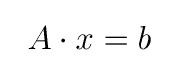 A · x = b